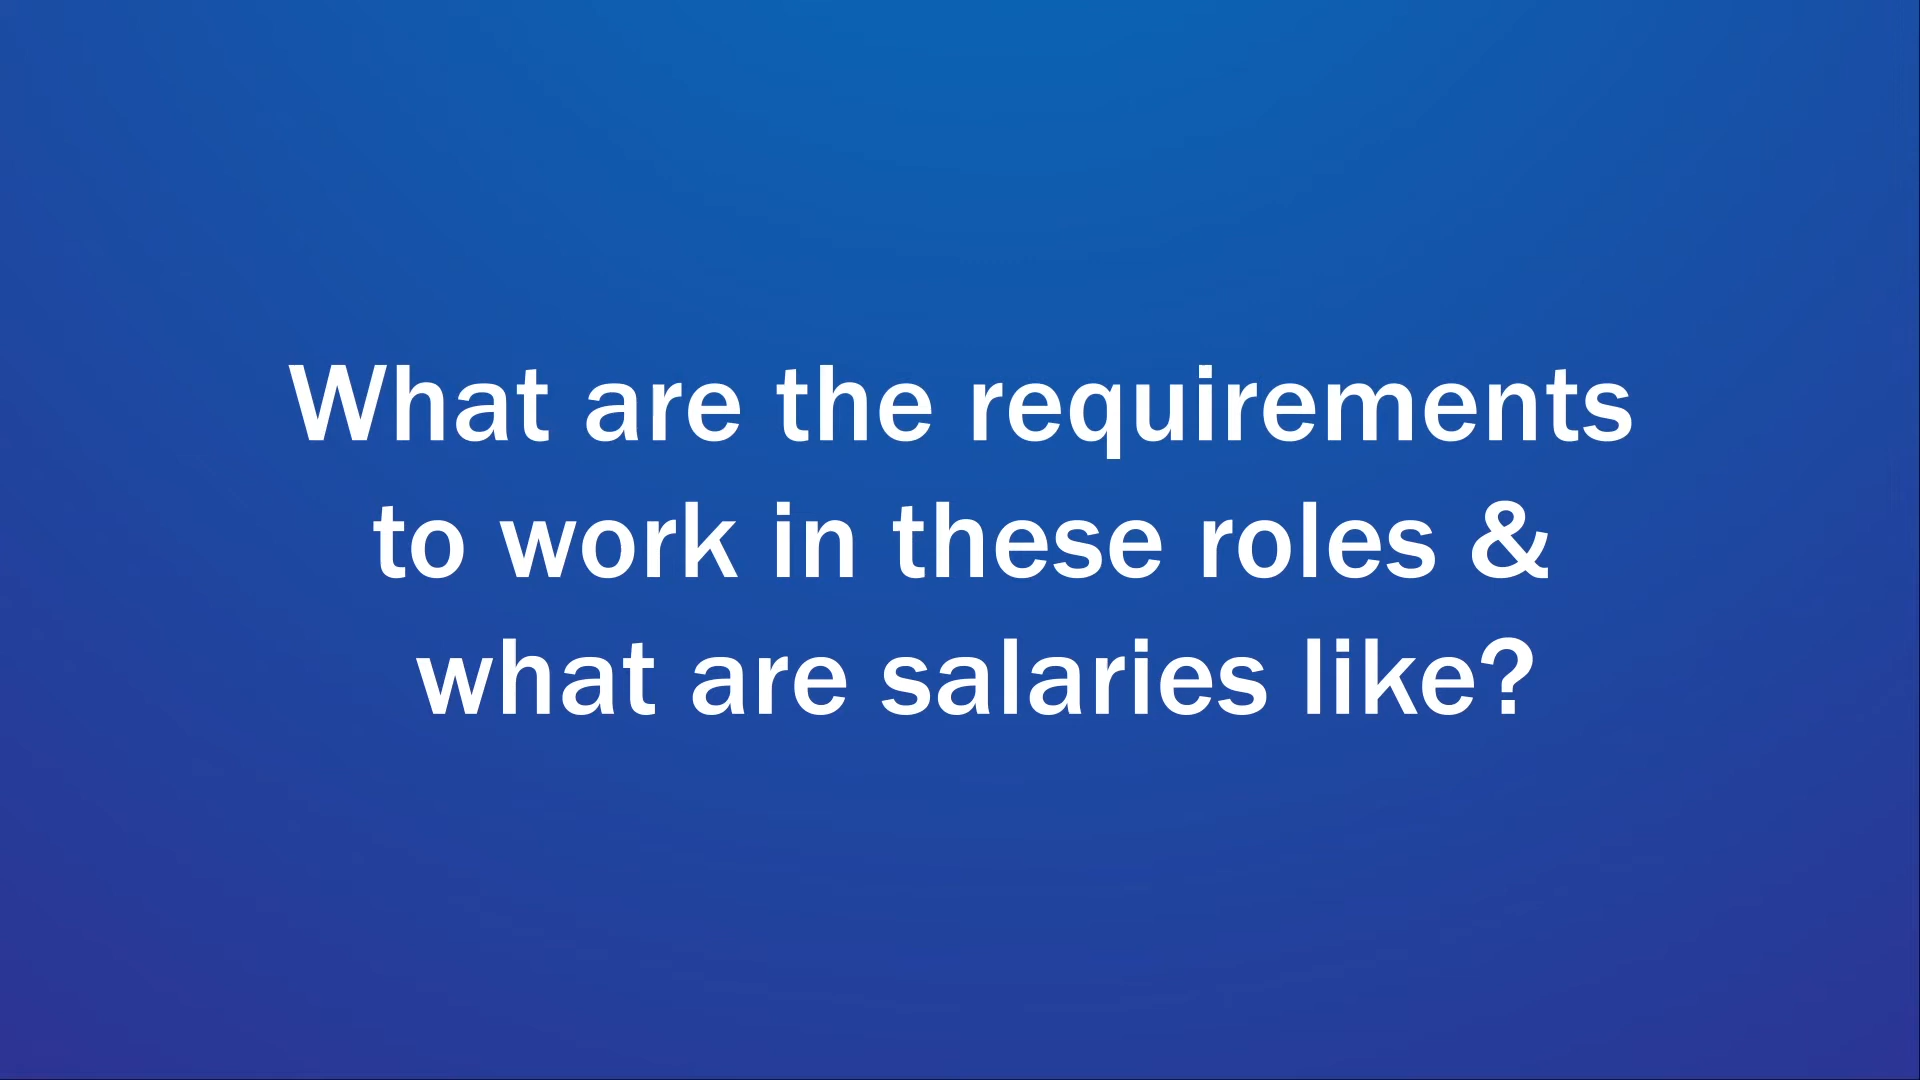 What are the requirements
to work in these roles &
what are salaries like?